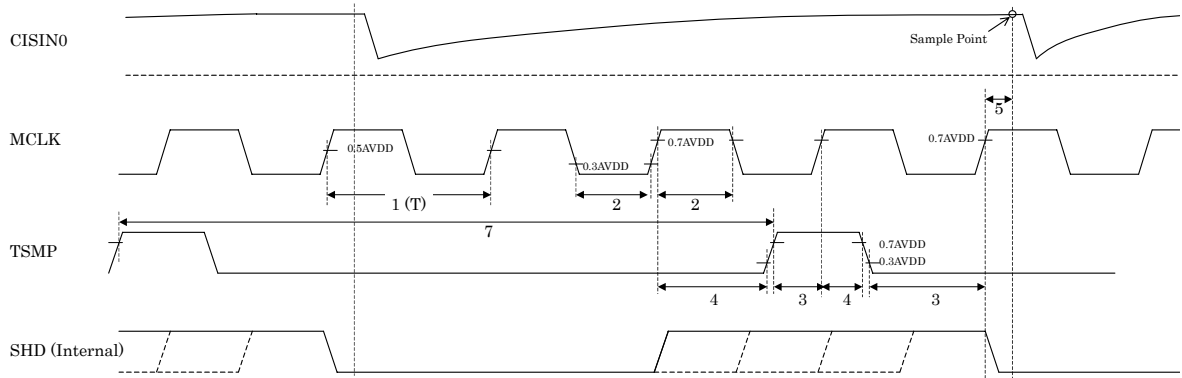 CISIN0
Sample Point
5
MCLK
0.5AVDD
0.3AVDD
0.7AVDD
0.7AVDD
1 (T)
2
2
7
TSMP
0.7AVDD
0.3AVDD
4
3
4
3
SHD (Internal)